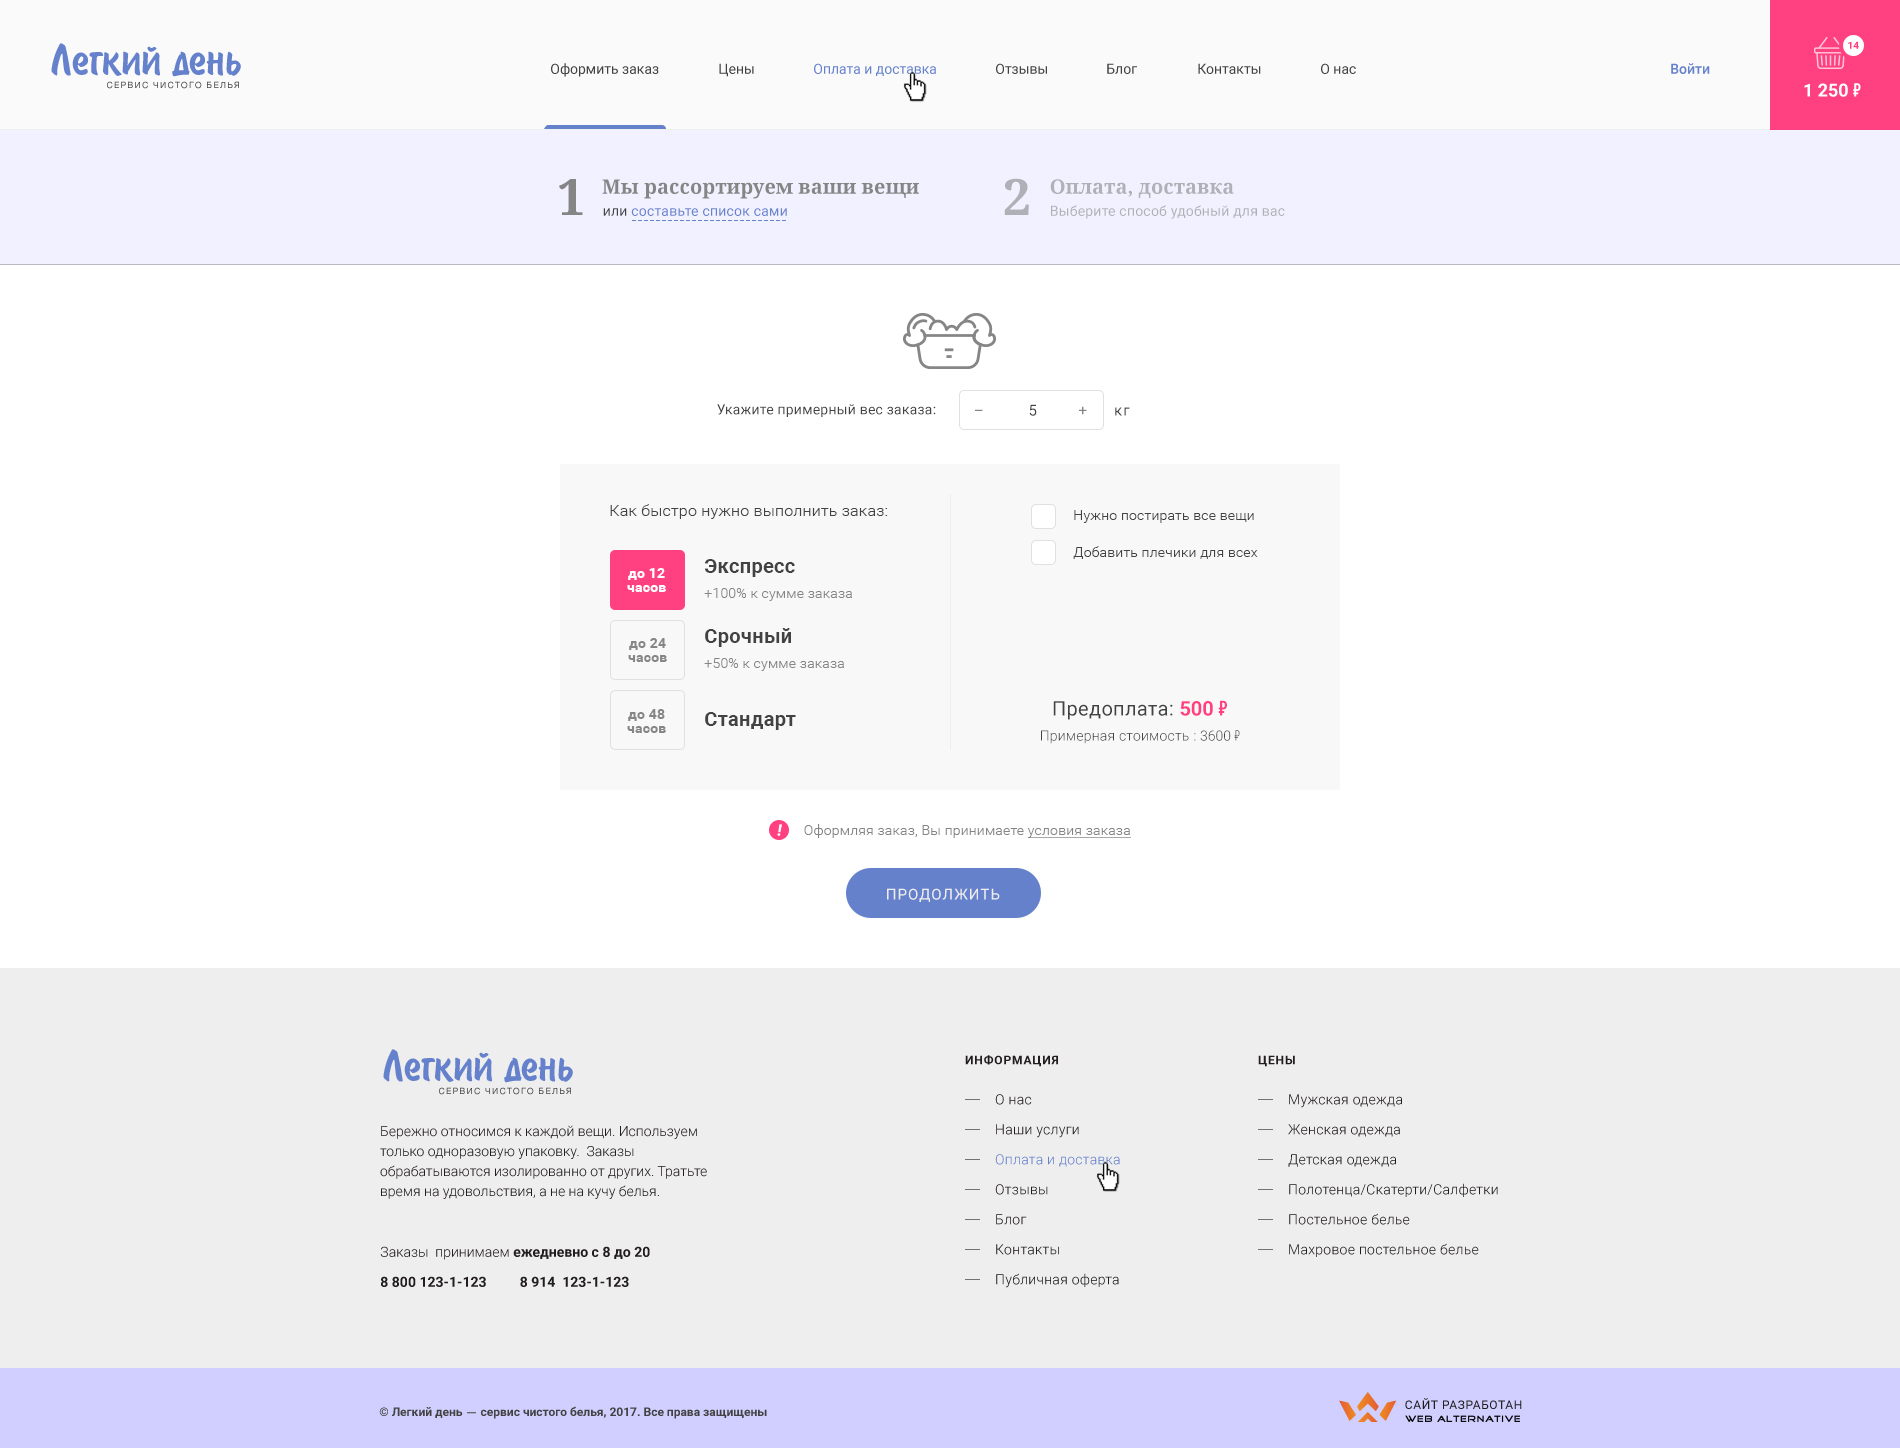 Легкий день
СЕРВИС ЧИСТОГО БЕЛЬЯ
Оформить заказ
Цены
Оплата и доставка
Отзывы
Блог
Контакты
О нас
Войти
14
1 250 ₽
1
Мы рассортируем ваши вещи
или составьте список сами
2
Оплата, доставка
Выберите способ удобный для вас
Укажите примерный вес заказа:
− 5 + кг
Как быстро нужно выполнить заказ:
до 12
часов
Экспресс
+100% к сумме заказа
до 24
часов
Срочный
+50% к сумме заказа
до 48
часов
Стандарт
Нужно постирать все вещи
Добавить плечики для всех
Предоплата: 500 ₽
Примерная стоимость : 3600 ₽
! Оформляя заказ, Вы принимаете условия заказа
ПРОДОЛЖИТЬ
Легкий день
СЕРВИС ЧИСТОГО БЕЛЬЯ
Бережно относимся к каждой вещи. Используем
только одноразовую упаковку.  Заказы
обрабатываются изолированно от других. Тратьте
время на удовольствия, а не на кучу белья.
Заказы  принимаем ежедневно с 8 до 20
8 800 123-1-123
8 914  123-1-123
ИНФОРМАЦИЯ
— О нас
— Наши услуги
— Оплата и доставка
— Отзывы
— Блог
— Контакты
— Публичная оферта
ЦЕНЫ
— Мужская одежда
— Женская одежда
— Детская одежда
— Полотенца/Скатерти/Салфетки
— Постельное белье
— Махровое постельное белье
© Легкий день — сервис чистого белья, 2017. Все права защищены
САЙТ РАЗРАБОТАН
WEB ALTERNATIVE